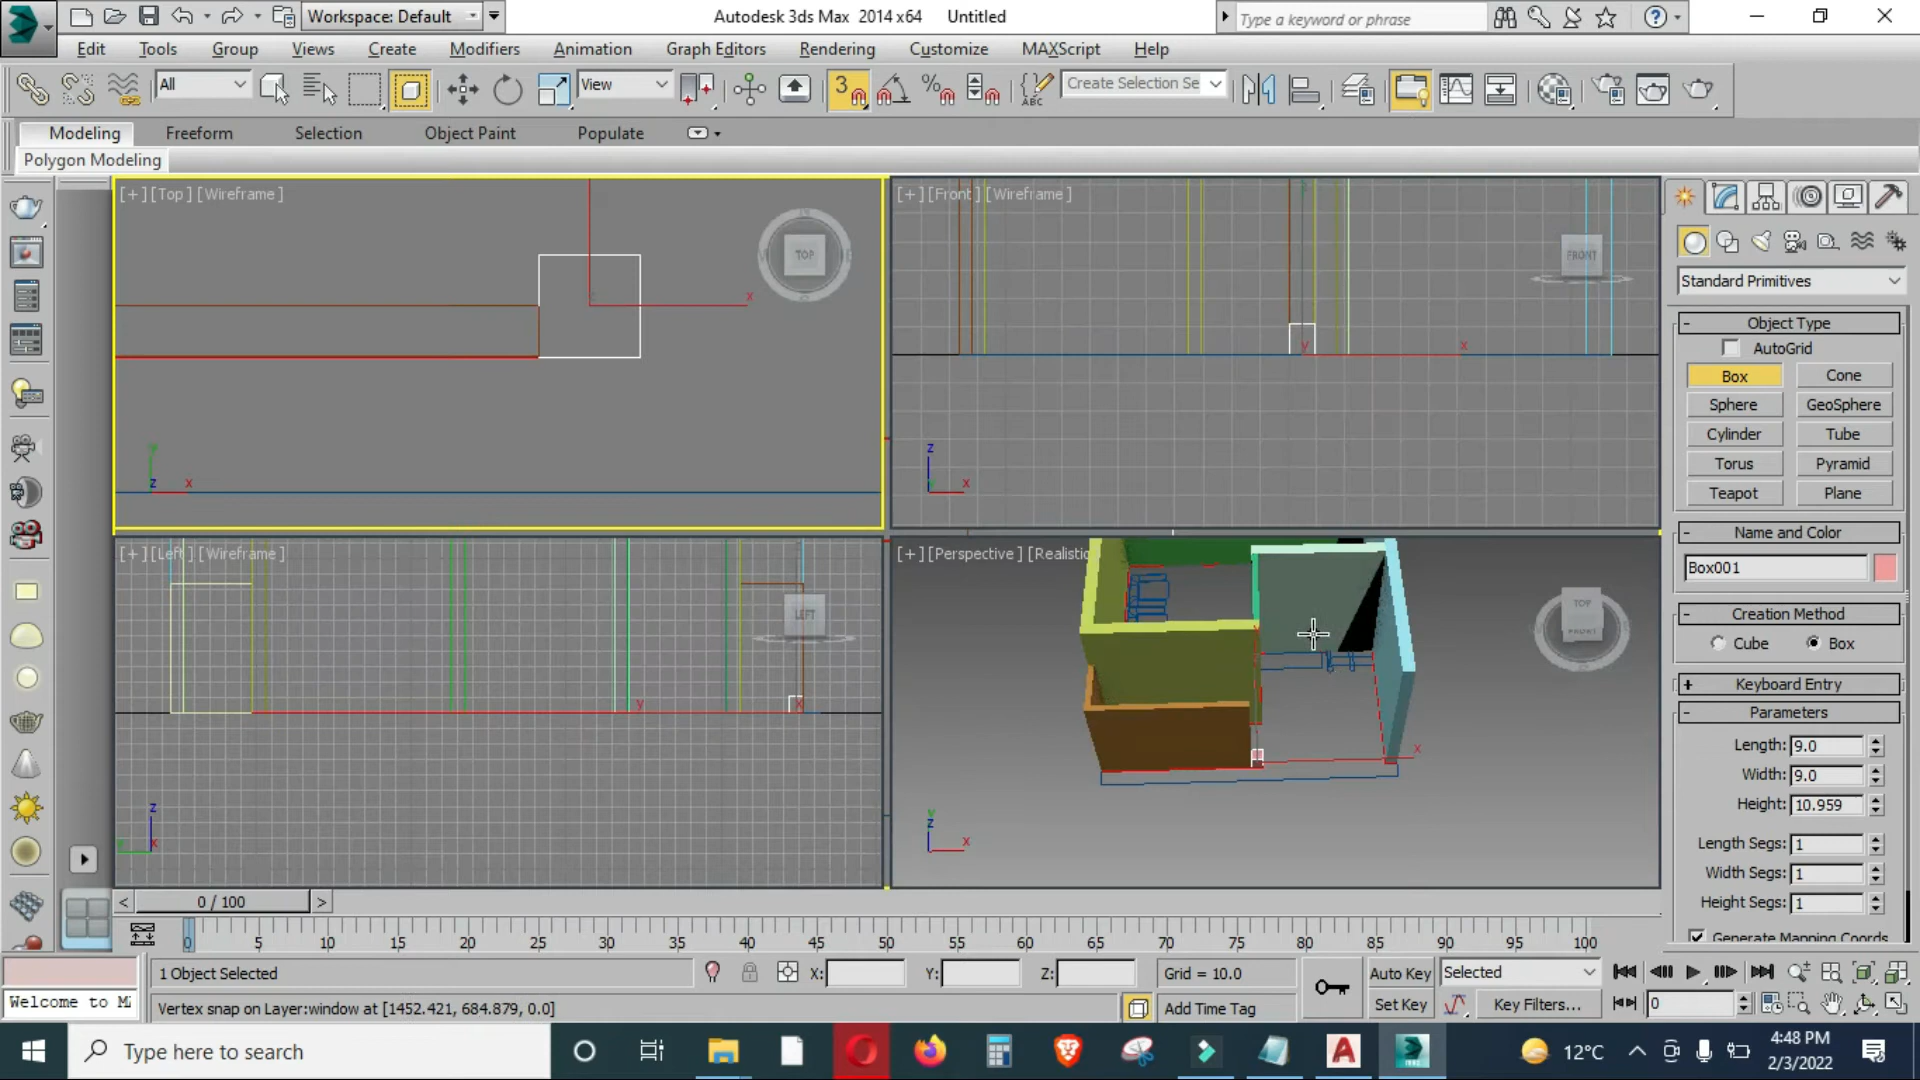 Workspace: Default
Autodesk 3ds Max 2014 x64 Untitled
Type a keyword or phrase
Edit Tools Group Views Create Modifiers Animation Graph Editors Rendering Customize MAXScript Help
All
View
3
ABC
Create Selection Se
Modeling Freeform Selection Object Paint Populate
Polygon Modeling
[+][Top][Wireframe]
[+][Front][Wireframe]
TOP
FRONT
Standard Primitives
Object Type
AutoGrid
Box Cone
Sphere GeoSphere
Cylinder Tube
Torus Pyramid
Teapot Plane
Name and Color
[+][Left][Wireframe]
[+][Perspective][Realistic
Box001
LEFT
TOP
FRONT
Creation Method
Cube Box
Keyboard Entry
Parameters
Length: 9.0
Width: 9.0
Height: 10.959
Length Segs: 1
Width Segs: 1
Height Segs: 1
Generate Mapping Coords
0 / 100
0 5 10 15 20 25 30 35 40 45 50 55 60 65 70 75 80 85 90 95 100
1 Object Selected
X: Y: Z:
Grid = 10.0
Auto Key
Selected
Welcome to M
Vertex snap on Layer:window at [1452.421, 684.879, 0.0]
Add Time Tag
Set Key
Key Filters...
0
Type here to search
12°C
4:48 PM
2/3/2022